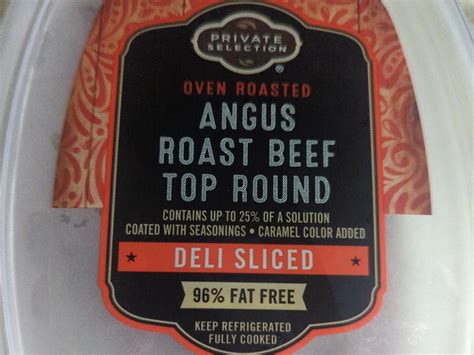 PRIVATE
SELECTION
®
OVEN ROASTED
ANGUS
ROAST BEEF
TOP ROUND
CONTAINS UP TO 25% OF A SOLUTION
COATED WITH SEASONINGS • CARAMEL COLOR ADDED
★ DELI SLICED ★
96% FAT FREE
KEEP REFRIGERATED
FULLY COOKED